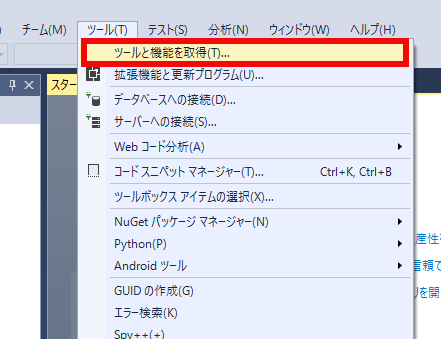 チーム(M) ツール(T) テスト(S) 分析(N) ウィンドウ(W) ヘルプ(H)
ツールと機能を取得(T)...
スター
拡張機能と更新プログラム(U)...
データベースへの接続(D)...
サーバーへの接続(S)...
Web コード分析(A)
コード スニペット マネージャー(T)... Ctrl+K, Ctrl+B
ツールボックス アイテムの選択(X)...
NuGet パッケージ マネージャー(N)
産性を
Python(P)
言頼で
Android ツール
GUID の作成(G)
を開
エラー検索(K)
Spy++(+)